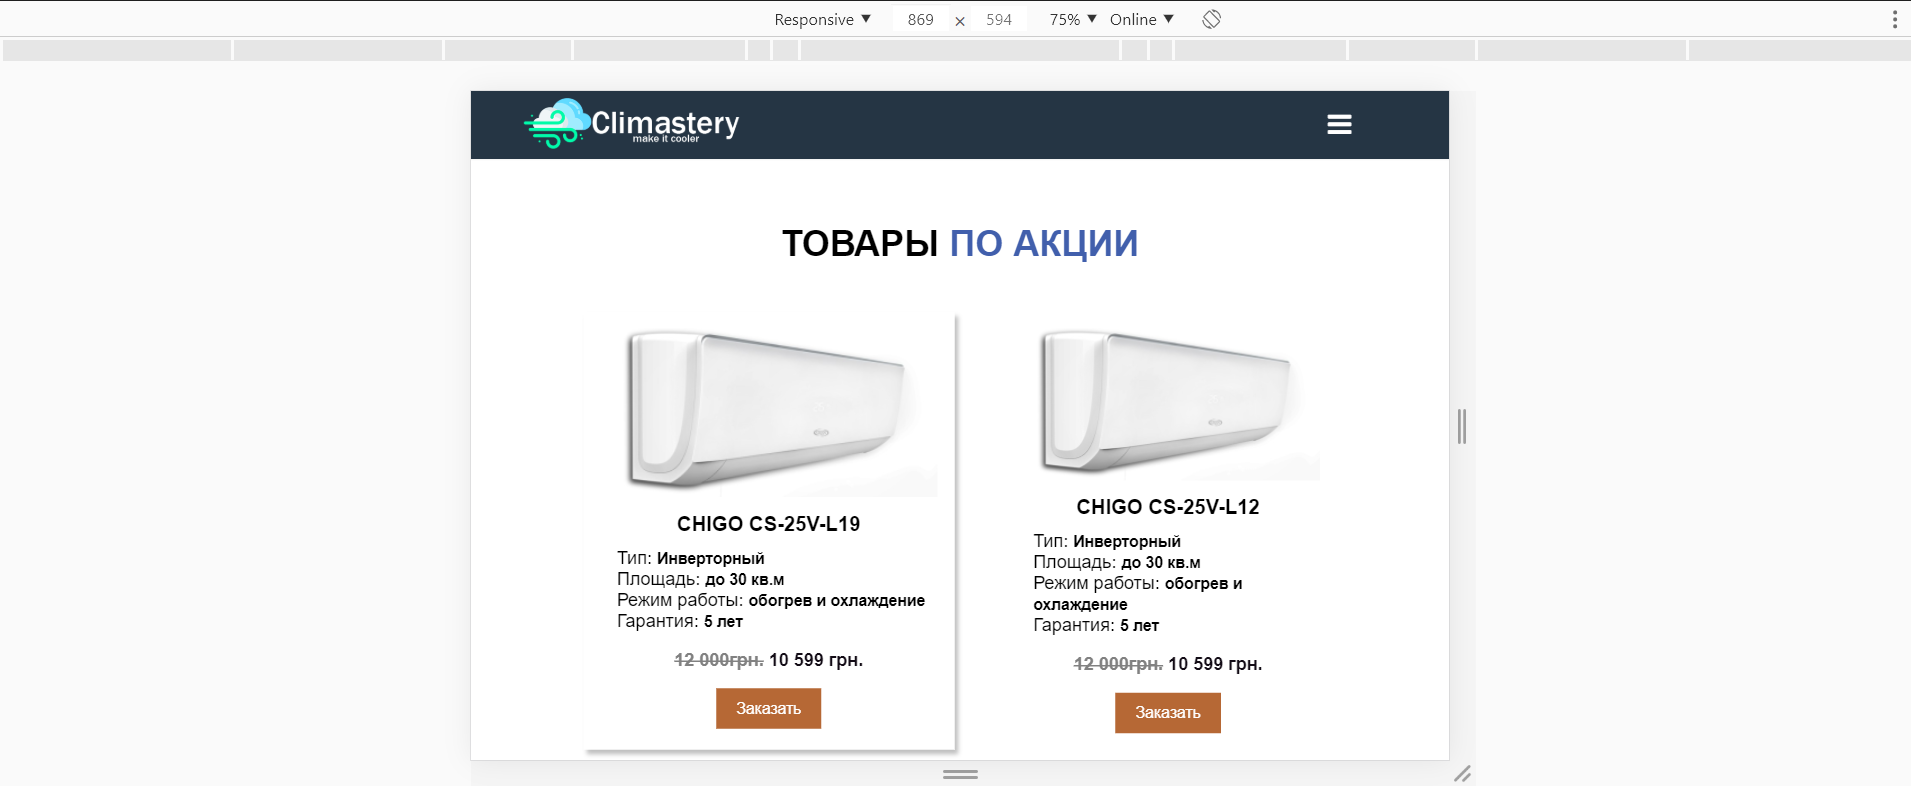 Responsive ▼ 869 × 594 75% ▼ Online ▼
Climastery
make it cooler
ТОВАРЫ ПО АКЦИИ
CHIGO CS-25V-L19
Тип: Инверторный
Площадь: до 30 кв.м
Режим работы: обогрев и охлаждение
Гарантия: 5 лет
12 000грн. 10 599 грн.
Заказать
CHIGO CS-25V-L12
Тип: Инверторный
Площадь: до 30 кв.м
Режим работы: обогрев и
охлаждение
Гарантия: 5 лет
12 000грн. 10 599 грн.
Заказать